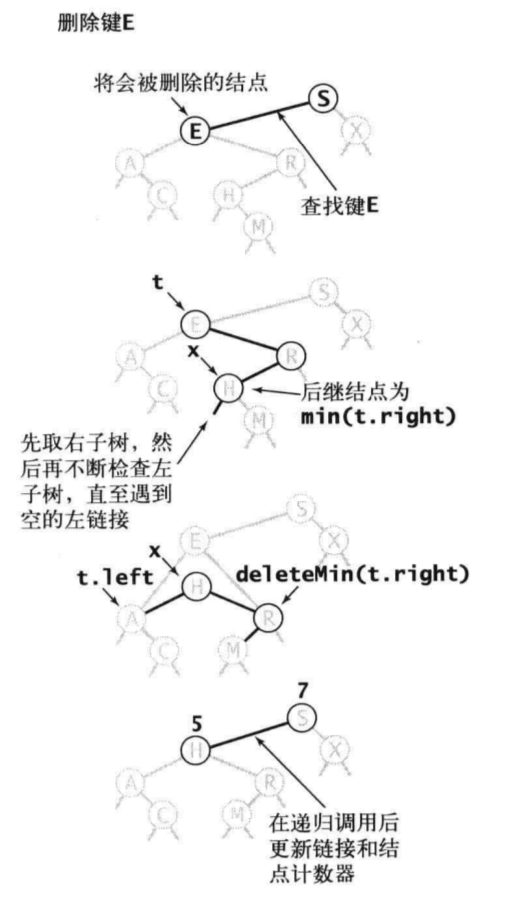 删除键E
将会被删除的结点
S
E
X
A
R
C
H
M
查找键E
t
S
E
X
x
A
R
C
H
M
后继结点为
min(t.right)
先取右子树，然
后再不断检查左
子树，直至遇到
空的左链接
S
E
X
x
t.left
H
deleteMin(t.right)
A
R
C
M
7
5
S
H
X
A
R
C
M
在递归调用后
更新链接和结
点计数器